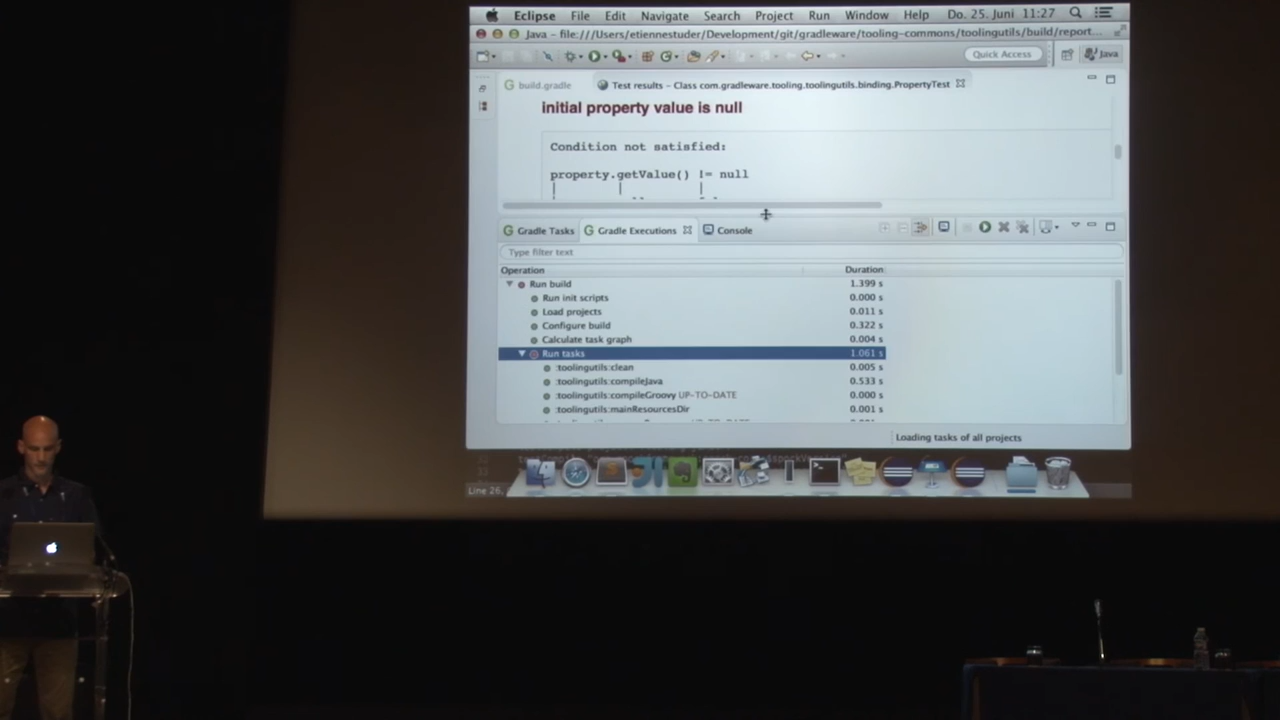 Eclipse File Edit Navigate Search Project Run Window Help Do. 25. Juni 11:27
Java – file:///Users/etiennestuder/Development/git/gradleware/tooling-commons/toolingutils/build/report...
Quick Access
Java
build.gradle
Test results – Class com.gradleware.tooling.toolingutils.binding.PropertyTest
initial property value is null
Condition not satisfied:
property.getValue() != null
| | |
Gradle Tasks Gradle Executions Console
Type filter text
Operation Duration
Run build 1.399 s
Run init scripts 0.000 s
Load projects 0.011 s
Configure build 0.322 s
Calculate task graph 0.004 s
Run tasks 1.061 s
:toolingutils:clean 0.005 s
:toolingutils:compileJava 0.533 s
:toolingutils:compileGroovy UP-TO-DATE 0.000 s
:toolingutils:mainResourcesDir 0.001 s
Loading tasks of all projects
Line 26,